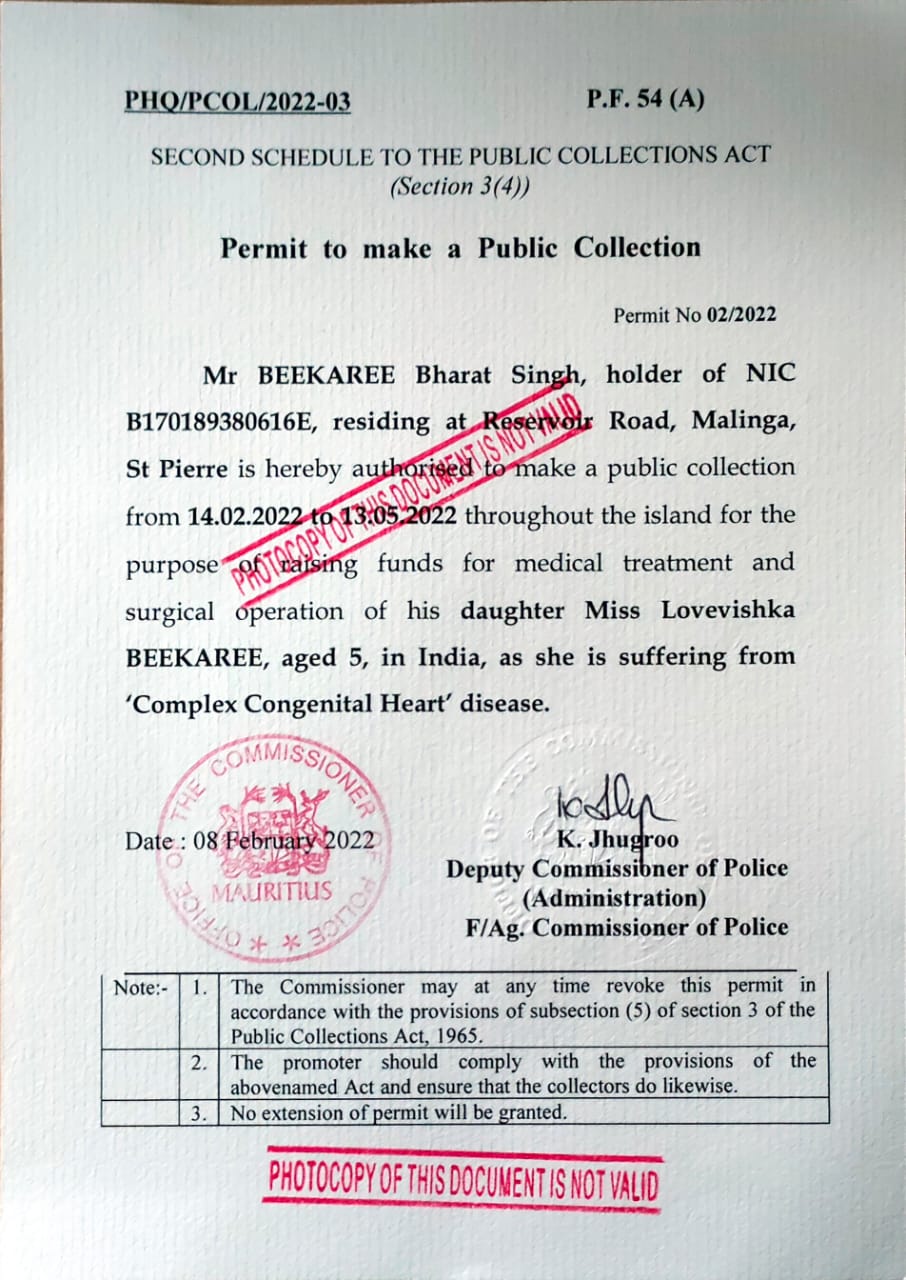 PHQ/PCOL/2022-03
P.F. 54 (A)
SECOND SCHEDULE TO THE PUBLIC COLLECTIONS ACT
(Section 3(4))
Permit to make a Public Collection
Permit No 02/2022
Mr BEEKAREE Bharat Singh, holder of NIC
B170189380616E, residing at Reservoir Road, Malinga,
St Pierre is hereby authorised to make a public collection
from 14.02.2022 to 13.05.2022 throughout the island for the
purpose of raising funds for medical treatment and
surgical operation of his daughter Miss Lovevishka
BEEKAREE, aged 5, in India, as she is suffering from
‘Complex Congenital Heart’ disease.
PHOTOCOPY OF THIS DOCUMENT IS NOT VALID
OFFICE OF THE COMMISSIONER OF POLICE
MAURITIUS
Date : 08 February 2022
K. Jhugroo
Deputy Commissioner of Police
(Administration)
F/Ag. Commissioner of Police
Note:- 1. The Commissioner may at any time revoke this permit in
accordance with the provisions of subsection (5) of section 3 of the
Public Collections Act, 1965.
2. The promoter should comply with the provisions of the
abovenamed Act and ensure that the collectors do likewise.
3. No extension of permit will be granted.
PHOTOCOPY OF THIS DOCUMENT IS NOT VALID